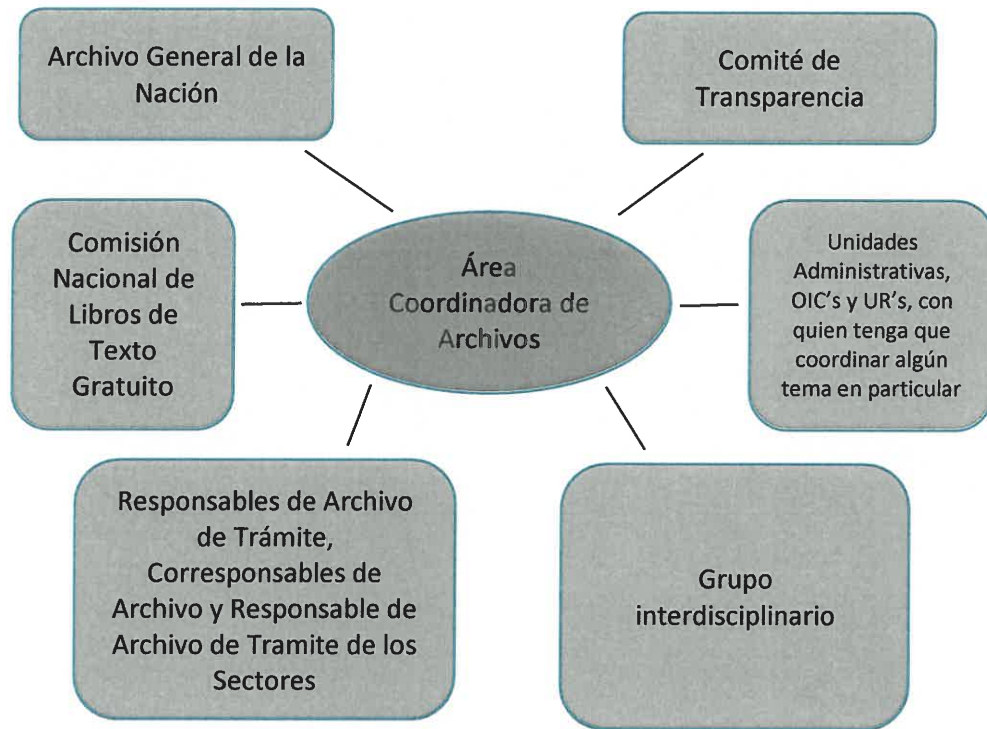 Archivo General de la
Nación
Comité de
Transparencia
Comisión
Nacional de
Libros de
Texto
Gratuito
Área
Coordinadora de
Archivos
Unidades
Administrativas,
OIC's y UR's, con
quien tenga que
coordinar algún
tema en particular
Responsables de Archivo
de Trámite,
Corresponsables de
Archivo y Responsable de
Archivo de Tramite de los
Sectores
Grupo
interdisciplinario